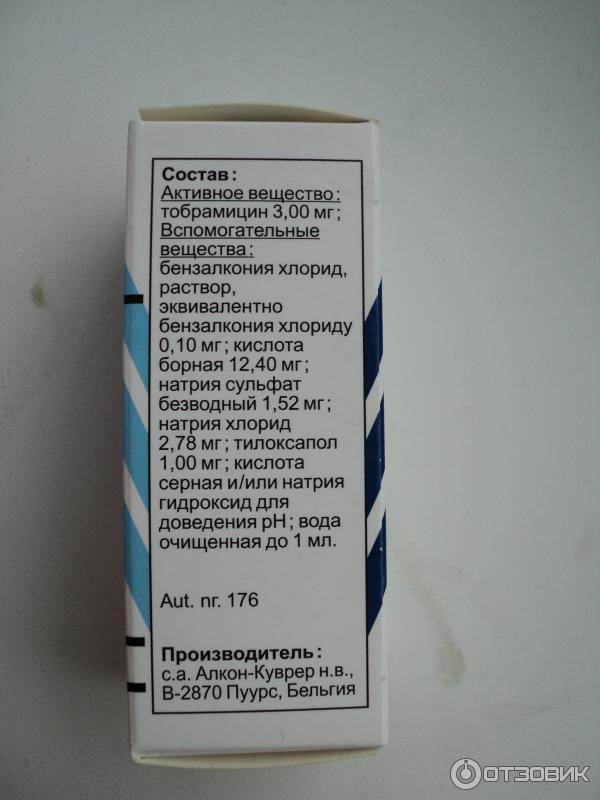 Состав:
Активное вещество:
тобрамицин 3,00 мг;
Вспомогательные
вещества:
бензалкония хлорид,
раствор,
эквивалентно
бензалкония хлориду
0,10 мг; кислота
борная 12,40 мг;
натрия сульфат
безводный 1,52 мг;
натрия хлорид
2,78 мг; тилоксапол
1,00 мг; кислота
серная и/или натрия
гидроксид для
доведения pH; вода
очищенная до 1 мл.
Aut. nr. 176
Производитель:
с.а. Алкон-Куврер н.в.,
В-2870 Пуурс, Бельгия
ОТЗОВИК